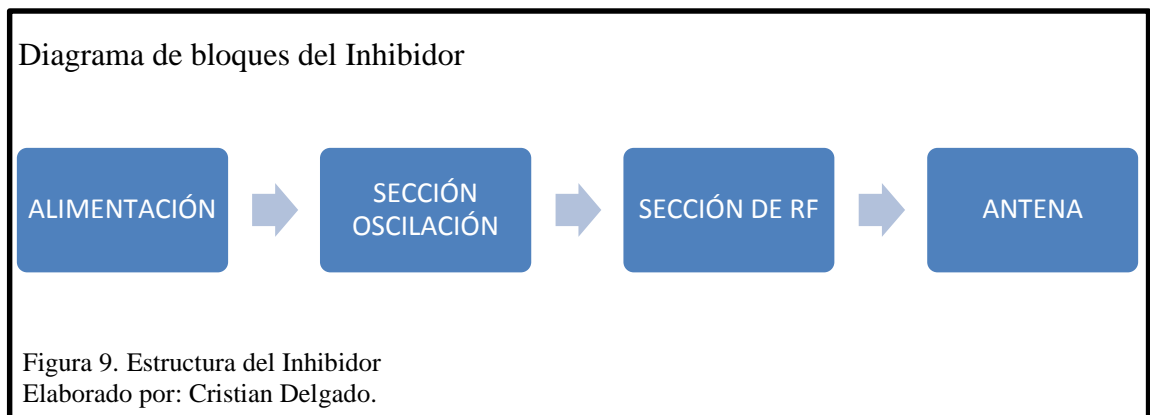 Diagrama de bloques del Inhibidor
ALIMENTACIÓN
SECCIÓN
OSCILACIÓN
SECCIÓN DE RF
ANTENA
Figura 9. Estructura del Inhibidor
Elaborado por: Cristian Delgado.